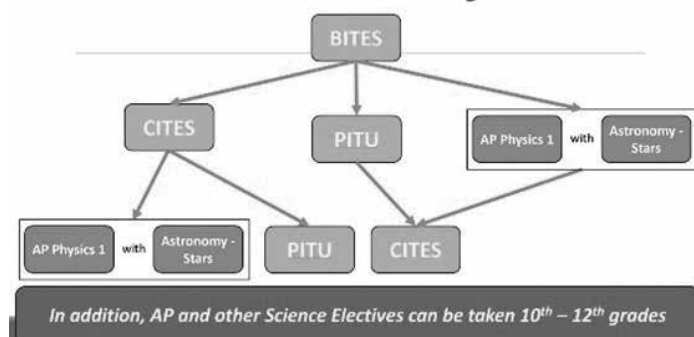 BITES
CITES
PITU
AP Physics 1 with Astronomy -
Stars
AP Physics 1 with Astronomy -
Stars
PITU
CITES
In addition, AP and other Science Electives can be taken 10th – 12th grades